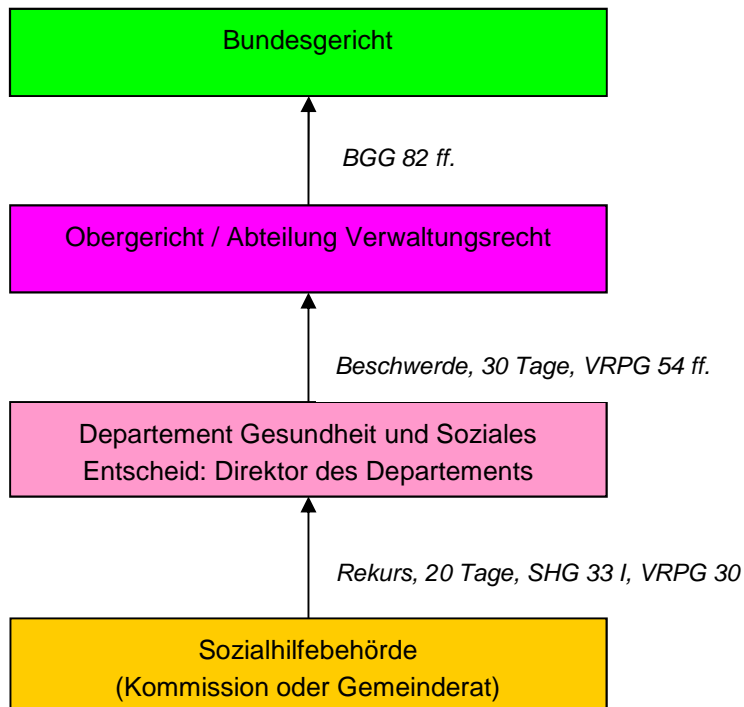 Bundesgericht
BGG 82 ff.
Obergericht / Abteilung Verwaltungsrecht
Beschwerde, 30 Tage, VRPG 54 ff.
Departement Gesundheit und Soziales
Entscheid: Direktor des Departements
Rekurs, 20 Tage, SHG 33 I, VRPG 30
Sozialhilfebehörde
(Kommission oder Gemeinderat)